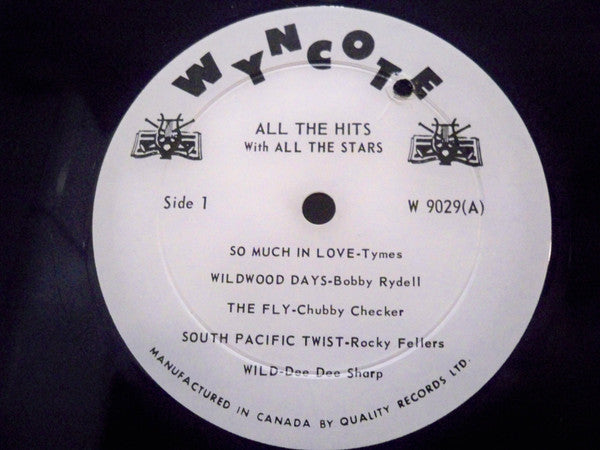 WYNCOTE
ALL THE HITS
With ALL THE STARS
Side 1
W 9029(A)
SO MUCH IN LOVE-Tymes
WILDWOOD DAYS-Bobby Rydell
THE FLY-Chubby Checker
SOUTH PACIFIC TWIST-Rocky Fellers
WILD-Dee Dee Sharp
MANUFACTURED IN CANADA BY QUALITY RECORDS LTD.